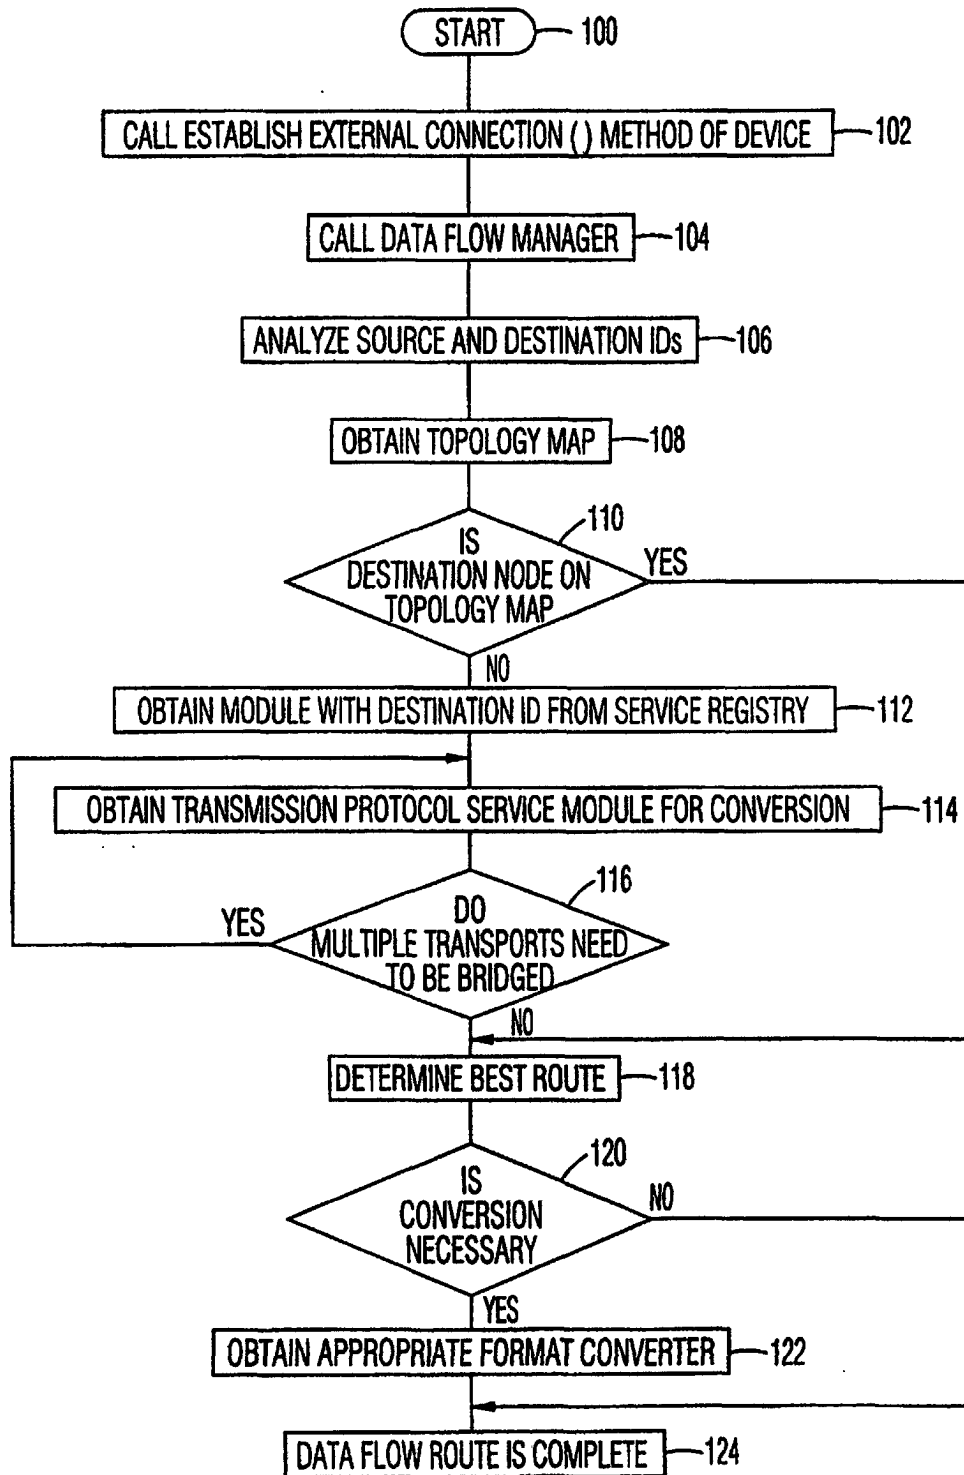 START 100
CALL ESTABLISH EXTERNAL CONNECTION ( ) METHOD OF DEVICE 102
CALL DATA FLOW MANAGER 104
ANALYZE SOURCE AND DESTINATION IDs 106
OBTAIN TOPOLOGY MAP 108
110
IS
DESTINATION NODE ON
TOPOLOGY MAP
YES
NO
OBTAIN MODULE WITH DESTINATION ID FROM SERVICE REGISTRY 112
OBTAIN TRANSMISSION PROTOCOL SERVICE MODULE FOR CONVERSION 114
116
DO
MULTIPLE TRANSPORTS NEED
TO BE BRIDGED
YES
NO
DETERMINE BEST ROUTE 118
120
IS
CONVERSION
NECESSARY
NO
YES
OBTAIN APPROPRIATE FORMAT CONVERTER 122
DATA FLOW ROUTE IS COMPLETE 124